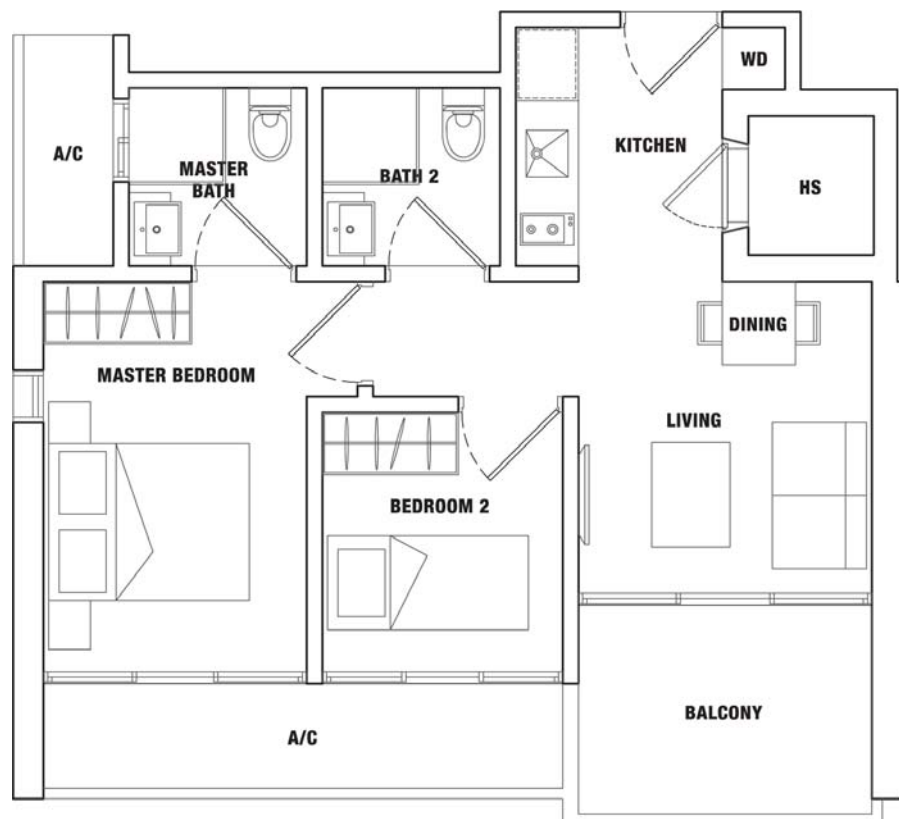 WD
KITCHEN
A/C
MASTER
BATH
BATH 2
HS
DINING
MASTER BEDROOM
LIVING
BEDROOM 2
BALCONY
A/C